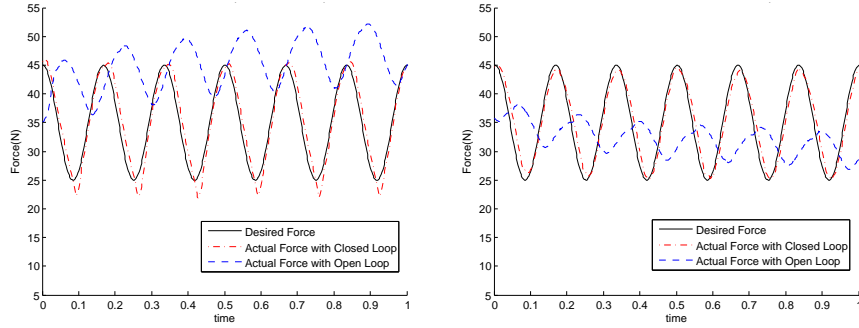 55
50
45
40
35
30
25
20
15
10
5
Force(N)
0 0.1 0.2 0.3 0.4 0.5 0.6 0.7 0.8 0.9 1
time
Desired Force
Actual Force with Closed Loop
Actual Force with Open Loop
55
50
45
40
35
30
25
20
15
10
5
Force(N)
0 0.1 0.2 0.3 0.4 0.5 0.6 0.7 0.8 0.9 1
time
Desired Force
Actual Force with Closed Loop
Actual Force with Open Loop